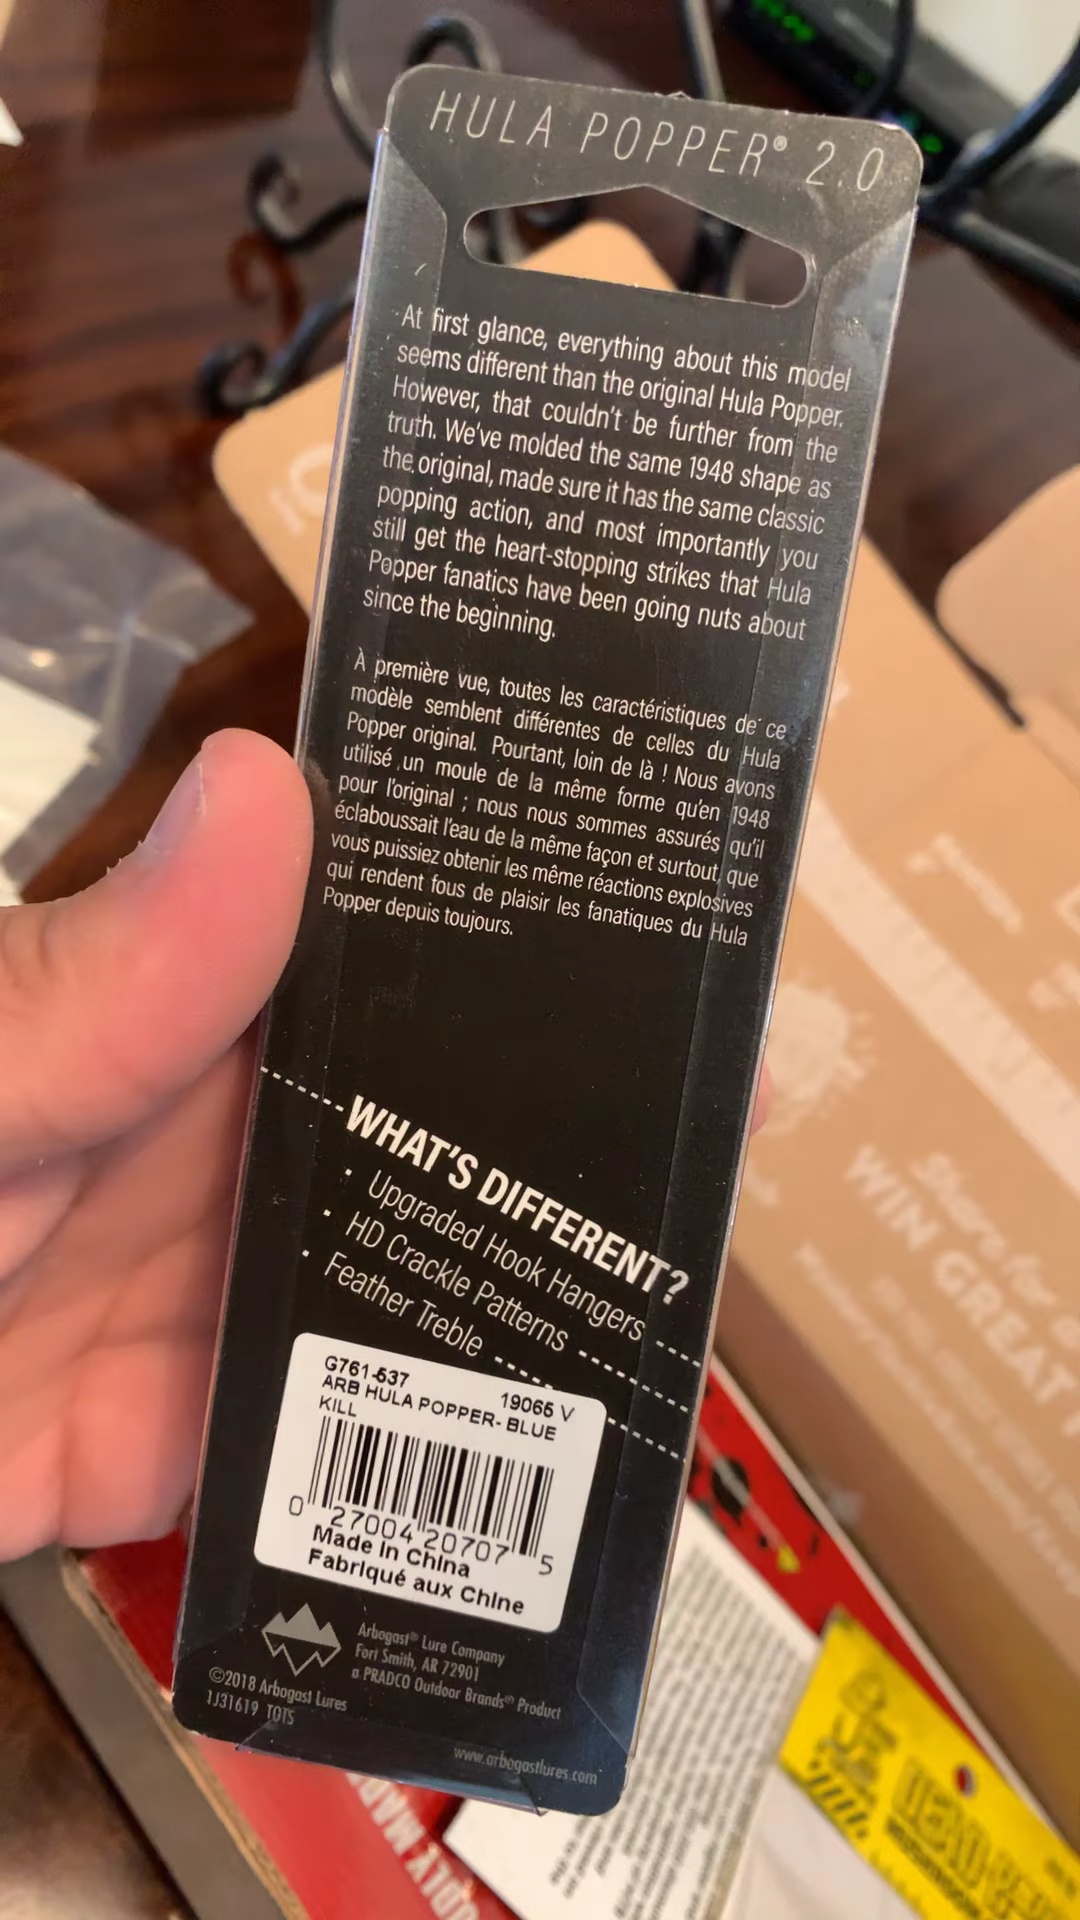 HULA POPPER® 2.0
At first glance, everything about this model
seems different than the original Hula Popper.
However, that couldn't be further from the
truth. We've molded the same 1948 shape as
the original, made sure it has the same classic
popping action, and most importantly you
still get the heart-stopping strikes that Hula
Popper fanatics have been going nuts about
since the beginning.
À première vue, toutes les caractéristiques de ce
modèle semblent différentes de celles du Hula
Popper original. Pourtant, loin de là ! Nous avons
utilisé un moule de la même forme qu'en 1948
pour l'original ; nous nous sommes assurés qu'il
éclaboussait l'eau de la même façon et surtout, que
vous puissiez obtenir les même réactions explosives
qui rendent fous de plaisir les fanatiques du Hula
Popper depuis toujours.
WHAT'S DIFFERENT?
· Upgraded Hook Hangers
· HD Crackle Patterns
· Feather Treble
G761-537 19065 V
ARB HULA POPPER- BLUE
KILL
0 27004 20707 5
Made in China
Fabriqué aux Chine
Arbogast® Lure Company
Fort Smith, AR 72901
a PRADCO Outdoor Brands® Product
©2018 Arbogast Lures
1J31619 TOTS
www.arbogastlures.com
Share for a
WIN GREAT